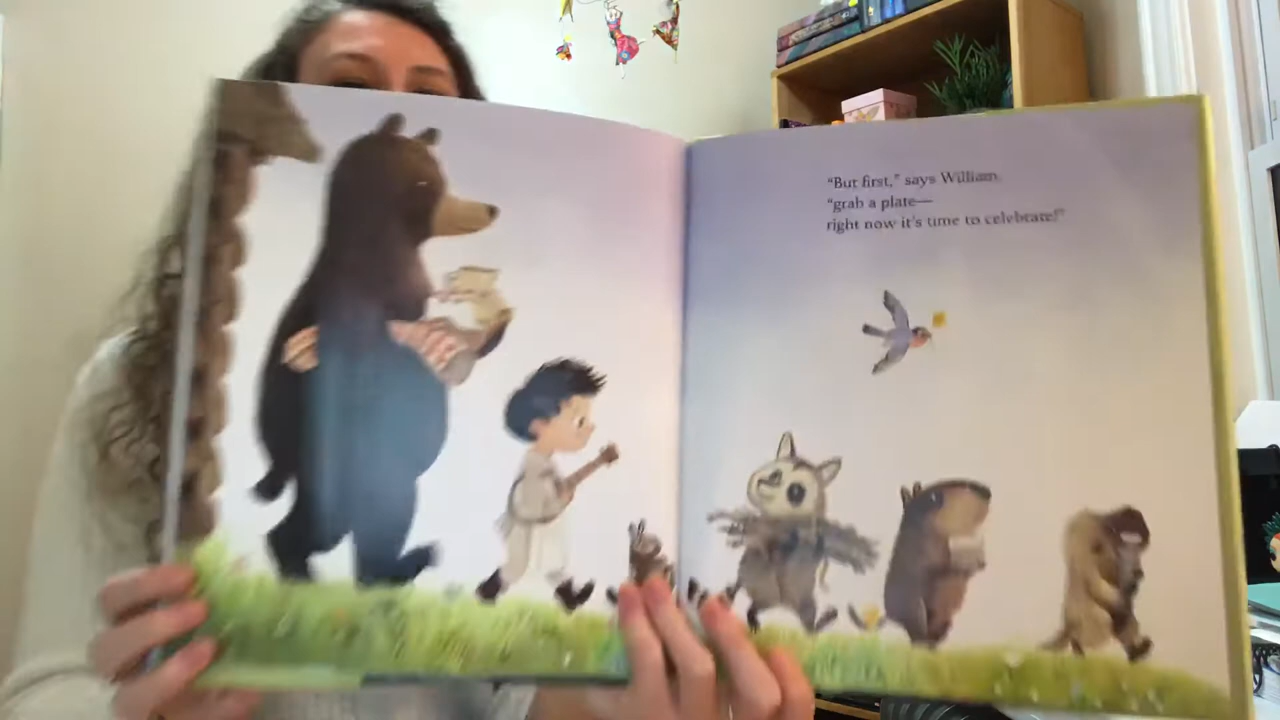 “But first,” says William,
“grab a plate—
right now it’s time to celebrate!”